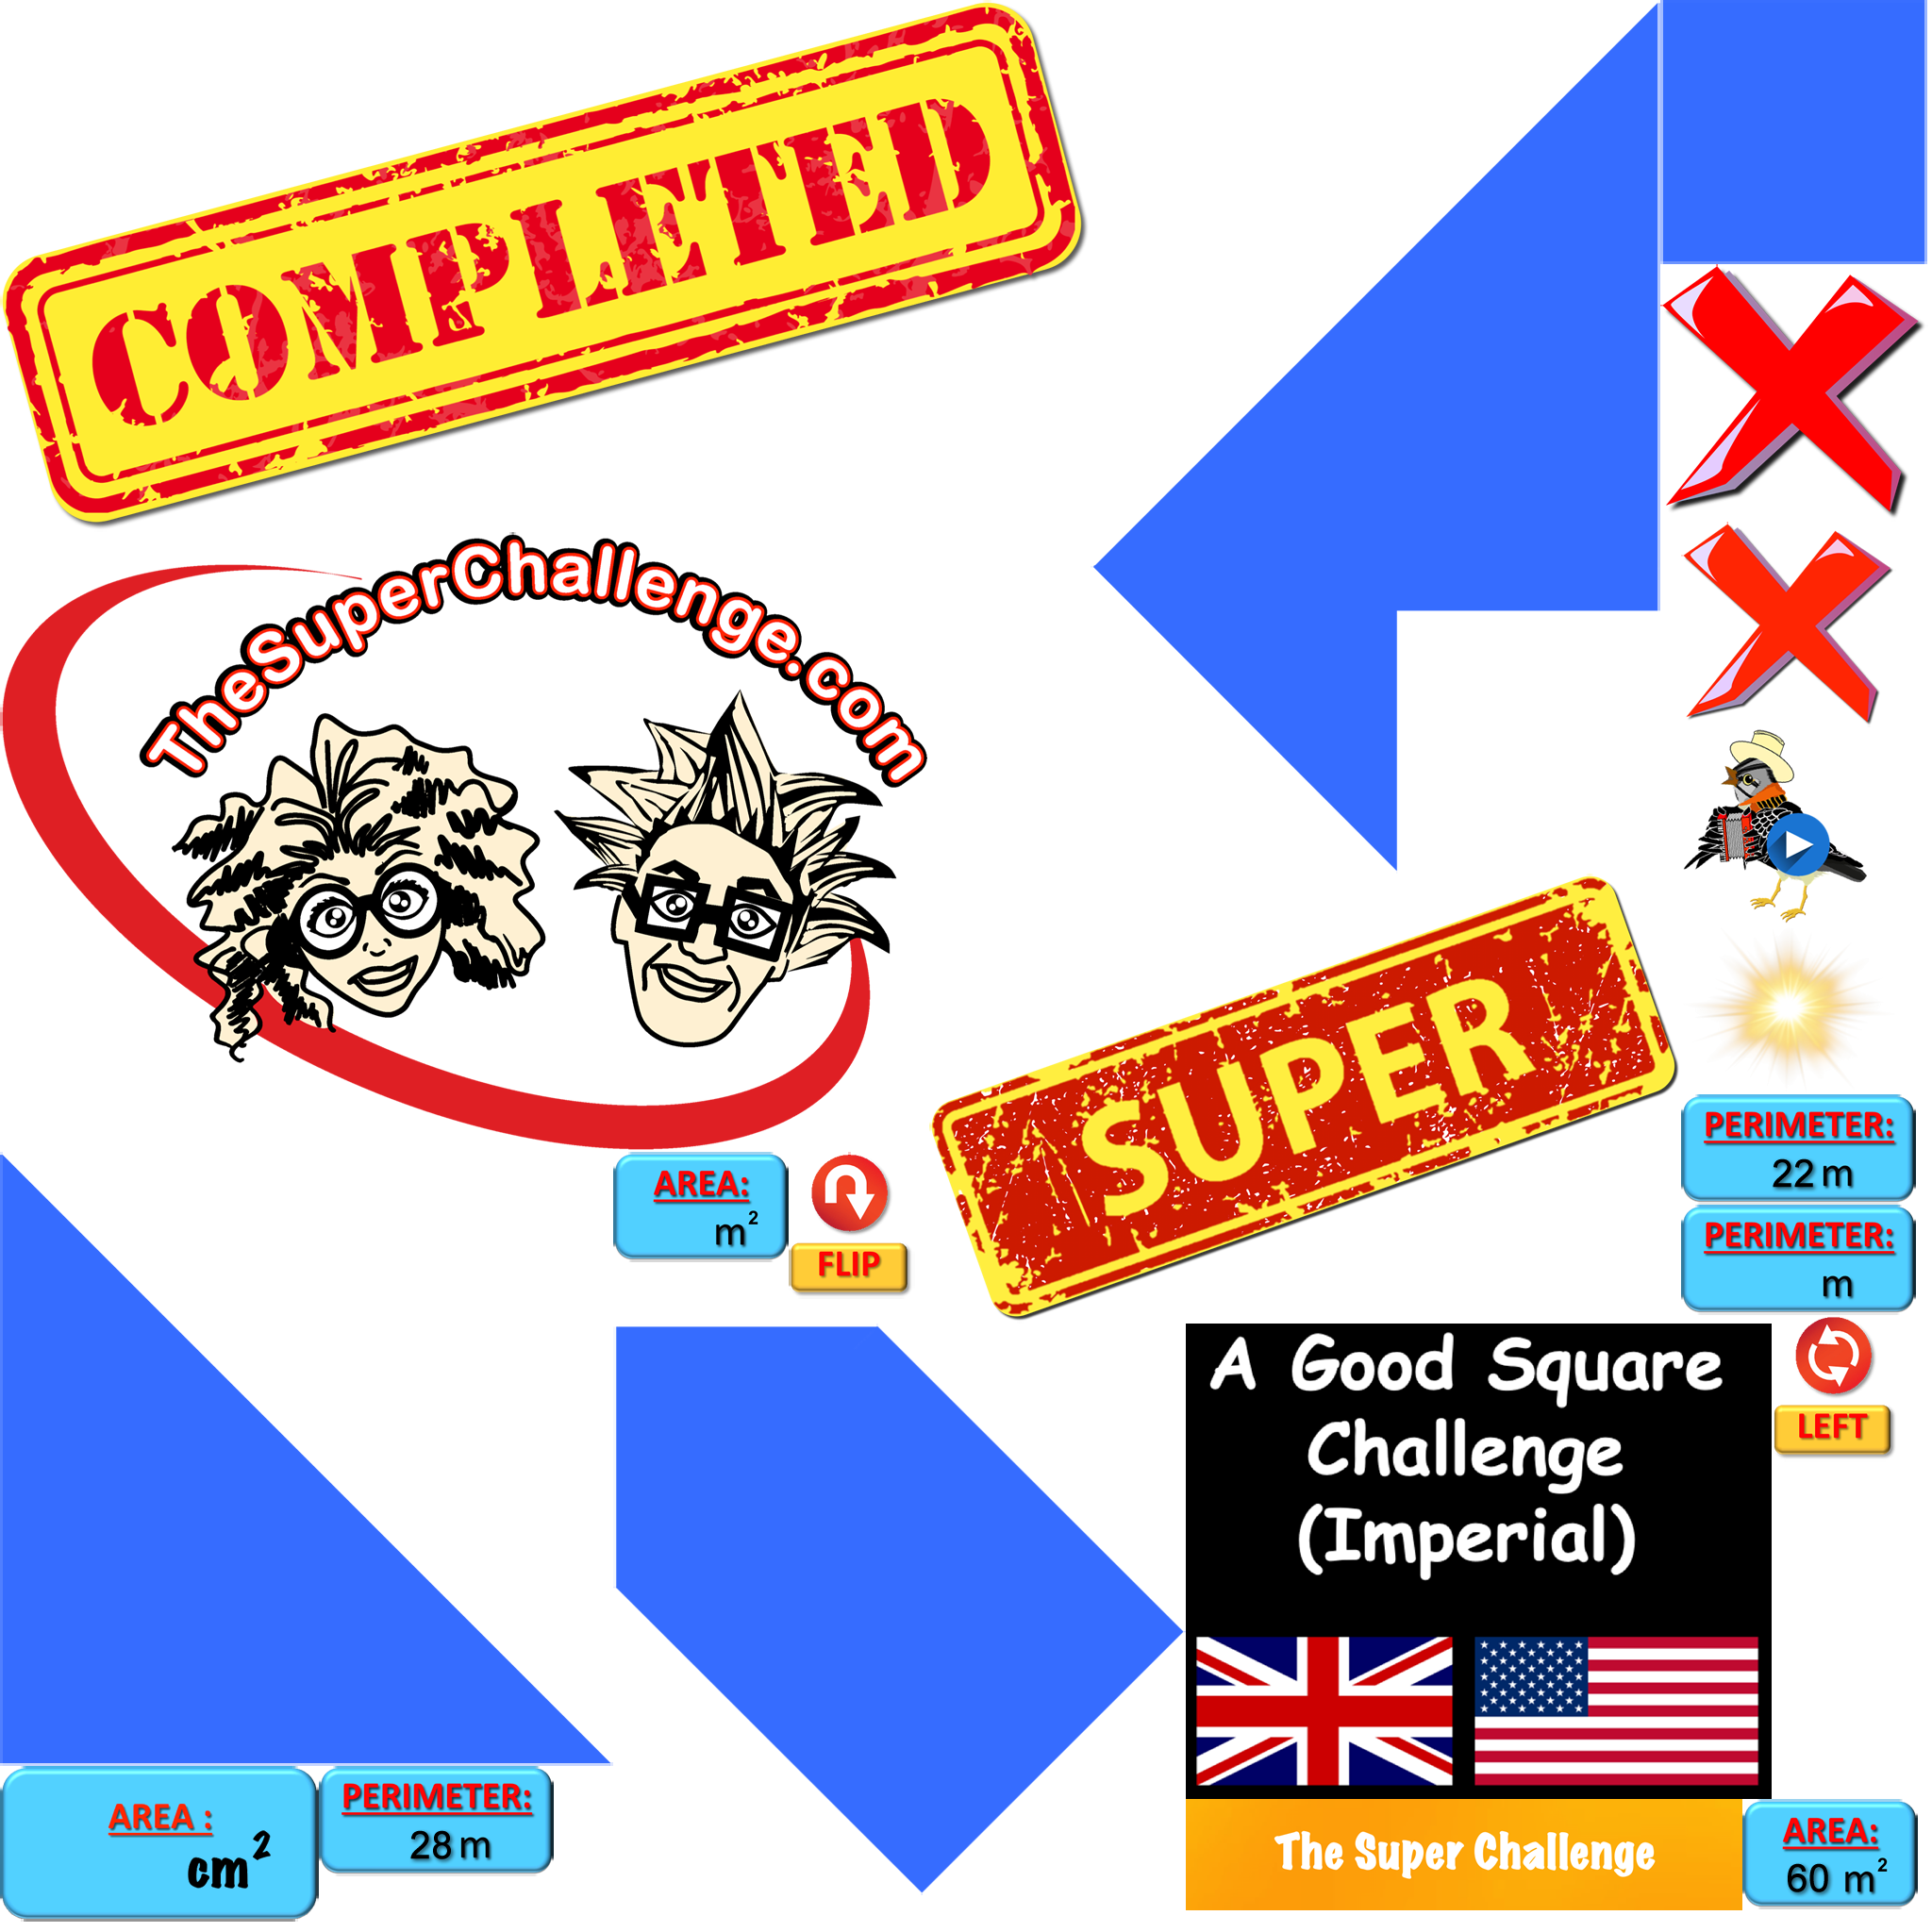 COMPLETED
TheSuperChallenge.com
SUPER
PERIMETER:
22 m
PERIMETER:
m
AREA:
m²
FLIP
A Good Square
Challenge
(Imperial)
LEFT
AREA :
cm²
PERIMETER:
28 m
The Super Challenge
AREA:
60 m²